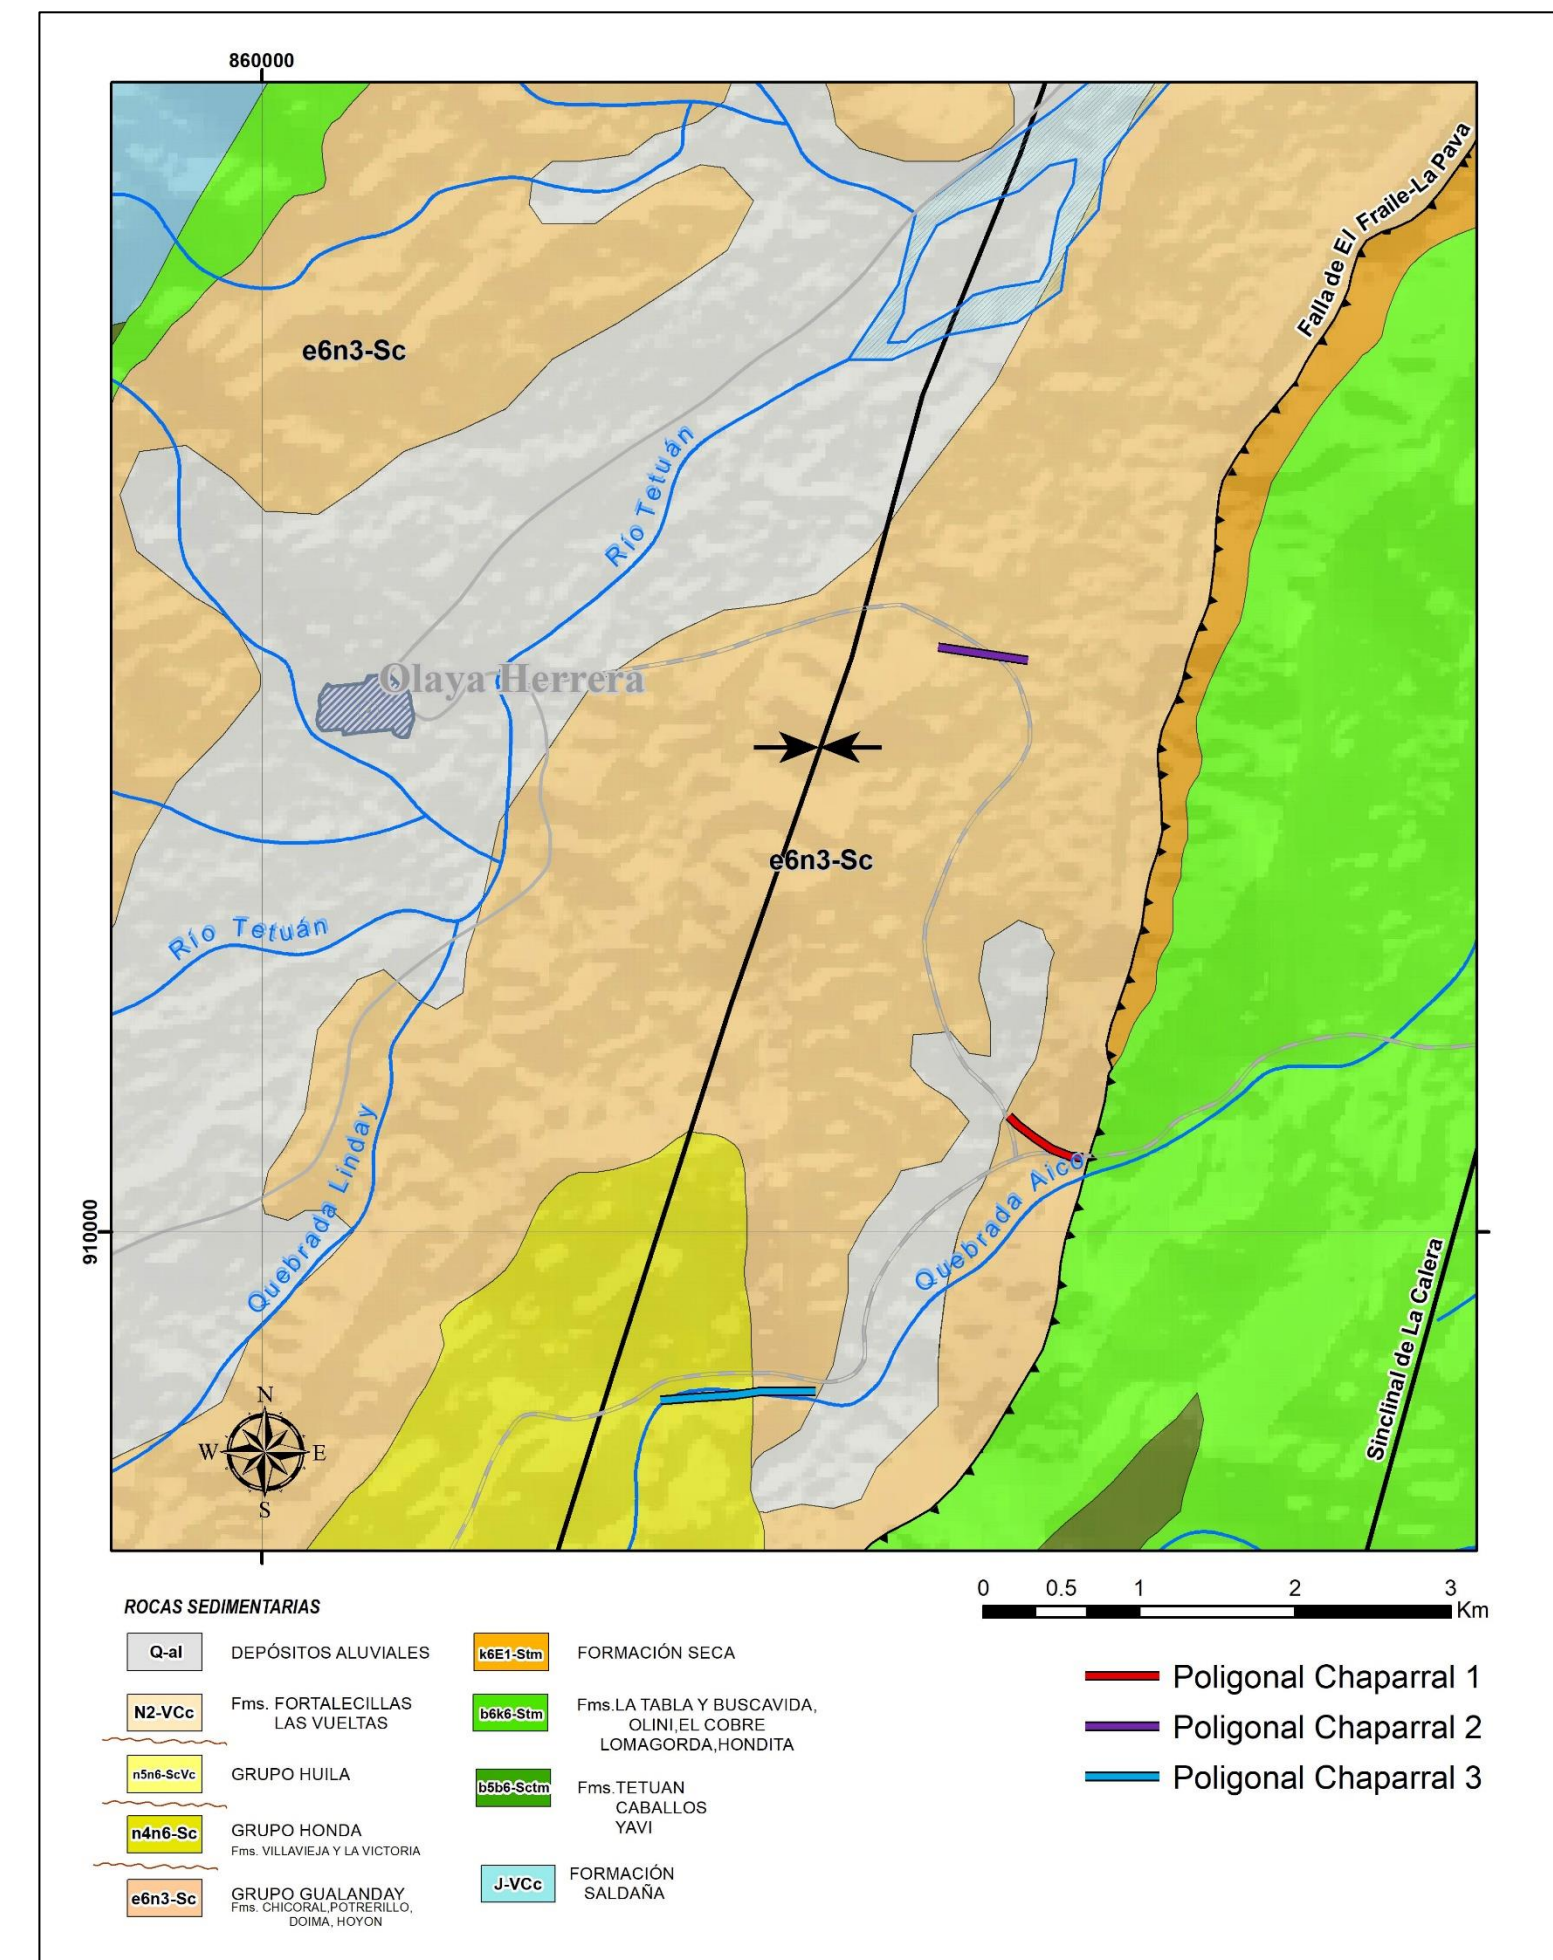 860000
Falla de El Fraile-La Pava
e6n3-Sc
Río Tetuán
Olaya Herrera
e6n3-Sc
Río Tetuán
Quebrada Linday
Quebrada Aico
910000
Sinclinal de La Calera
N
W E
S
0 0.5 1 2 3
Km
ROCAS SEDIMENTARIAS
Q-al DEPÓSITOS ALUVIALES
N2-VCc Fms. FORTALECILLAS
LAS VUELTAS
n5n6-ScVc GRUPO HUILA
n4n6-Sc GRUPO HONDA
Fms. VILLAVIEJA Y LA VICTORIA
e6n3-Sc GRUPO GUALANDAY
Fms. CHICORAL,POTRERILLO,
DOIMA, HOYON
k6E1-Stm FORMACIÓN SECA
b6k6-Stm Fms.LA TABLA Y BUSCAVIDA,
OLINI,EL COBRE
LOMAGORDA,HONDITA
b5b6-Sctm Fms.TETUAN
CABALLOS
YAVI
J-VCc FORMACIÓN
SALDAÑA
Poligonal Chaparral 1
Poligonal Chaparral 2
Poligonal Chaparral 3